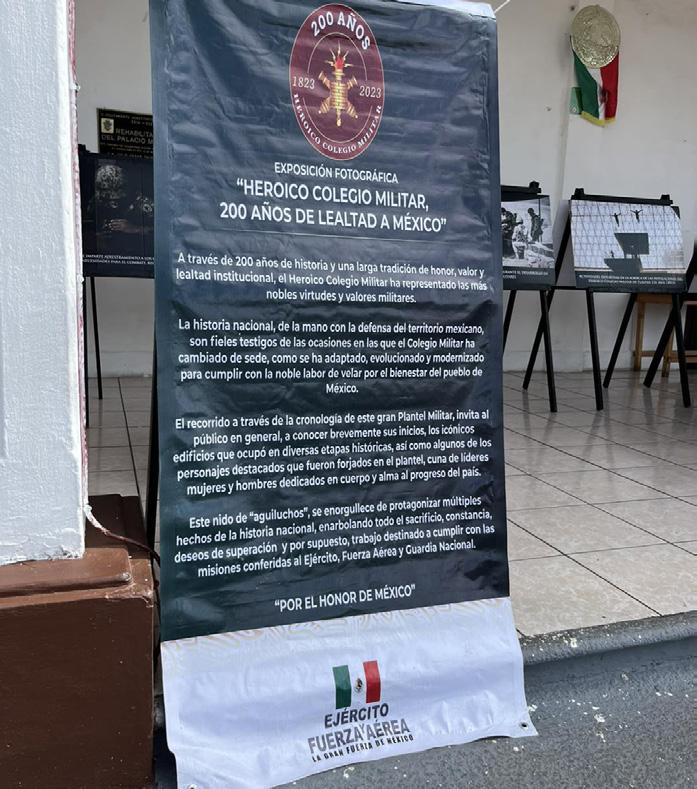 200 AÑOS
1823 2023
HEROICO COLEGIO MILITAR
EXPOSICIÓN FOTOGRÁFICA
“HEROICO COLEGIO MILITAR,
200 AÑOS DE LEALTAD A MÉXICO”
A través de 200 años de historia y una larga tradición de honor, valor y
lealtad institucional, el Heroico Colegio Militar ha representado las más
nobles virtudes y valores militares.
La historia nacional, de la mano con la defensa del territorio mexicano,
son fieles testigos de las ocasiones en las que el Colegio Militar ha
cambiado de sede, como se ha adaptado, evolucionado y modernizado
para cumplir con la noble labor de velar por el bienestar del pueblo de
México.
El recorrido a través de la cronología de este gran Plantel Militar, invita al
público en general, a conocer brevemente sus inicios, los icónicos
edificios que ocupó en diversas etapas históricas, así como algunos de los
personajes destacados que fueron forjados en el plantel, cuna de líderes
mujeres y hombres dedicados en cuerpo y alma al progreso del país.
Este nido de “aguiluchos”, se enorgullece de protagonizar múltiples
hechos de la historia nacional, enarbolando todo el sacrificio, constancia,
deseos de superación y por supuesto, trabajo destinado a cumplir con las
misiones conferidas al Ejército, Fuerza Aérea y Guardia Nacional.
“POR EL HONOR DE MÉXICO”
EJÉRCITO
Y
FUERZA AÉREA
LA GRAN FUERZA DE MÉXICO
REHABILITA
DEL PALACIO M